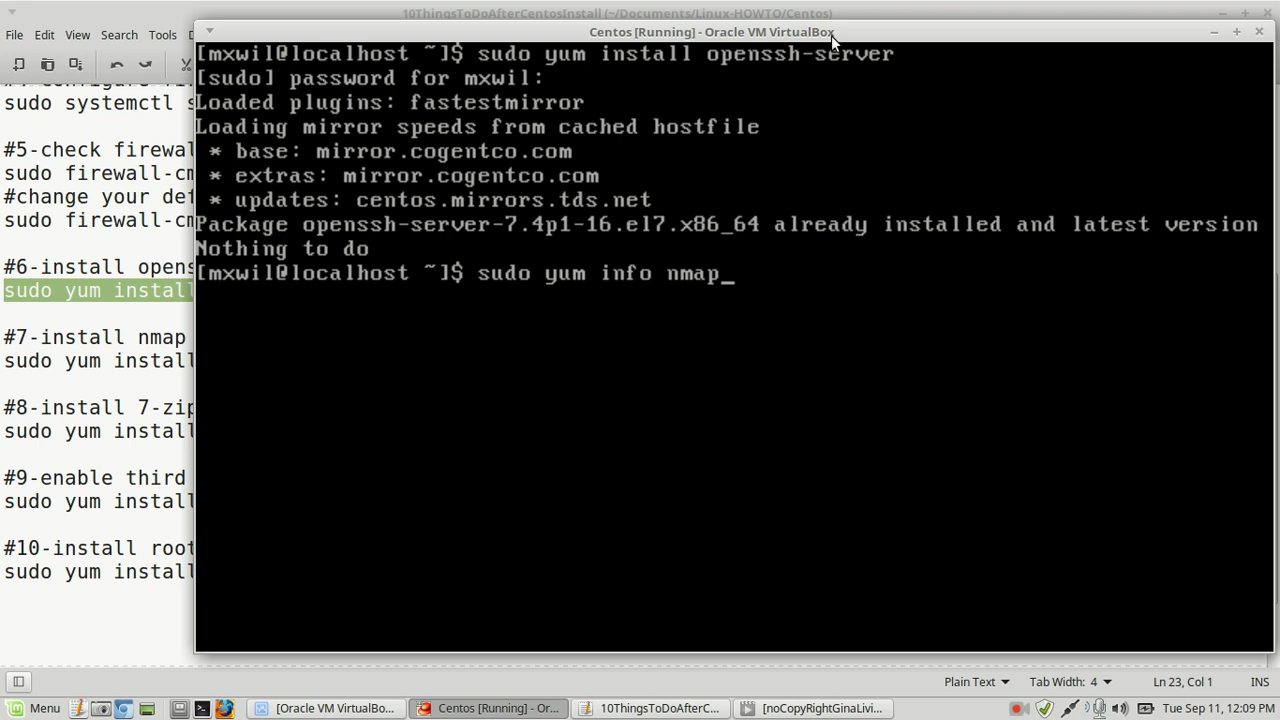 10ThingsToDoAfterCentosInstall (~/Documents/Linux-HOWTO/Centos)
Centos [Running] - Oracle VM VirtualBox
File Edit View Search Tools
sudo systemctl s
#5-check firewal
sudo firewall-cm
#change your def
sudo firewall-cm
#6-install opens
sudo yum install
#7-install nmap
sudo yum install
#8-install 7-zip
sudo yum install
#9-enable third
sudo yum install
#10-install root
sudo yum install
[mxwil@localhost ~]$ sudo yum install openssh-server
[sudo] password for mxwil:
Loaded plugins: fastestmirror
Loading mirror speeds from cached hostfile
* base: mirror.cogentco.com
* extras: mirror.cogentco.com
* updates: centos.mirrors.tds.net
Package openssh-server-7.4p1-16.el7.x86_64 already installed and latest version
Nothing to do
[mxwil@localhost ~]$ sudo yum info nmap_
Plain Text Tab Width: 4 Ln 23, Col 1 INS
Menu [Oracle VM VirtualBo... Centos [Running] - Or... 10ThingsToDoAfterC... [noCopyRightGinaLivi... Tue Sep 11, 12:09 PM